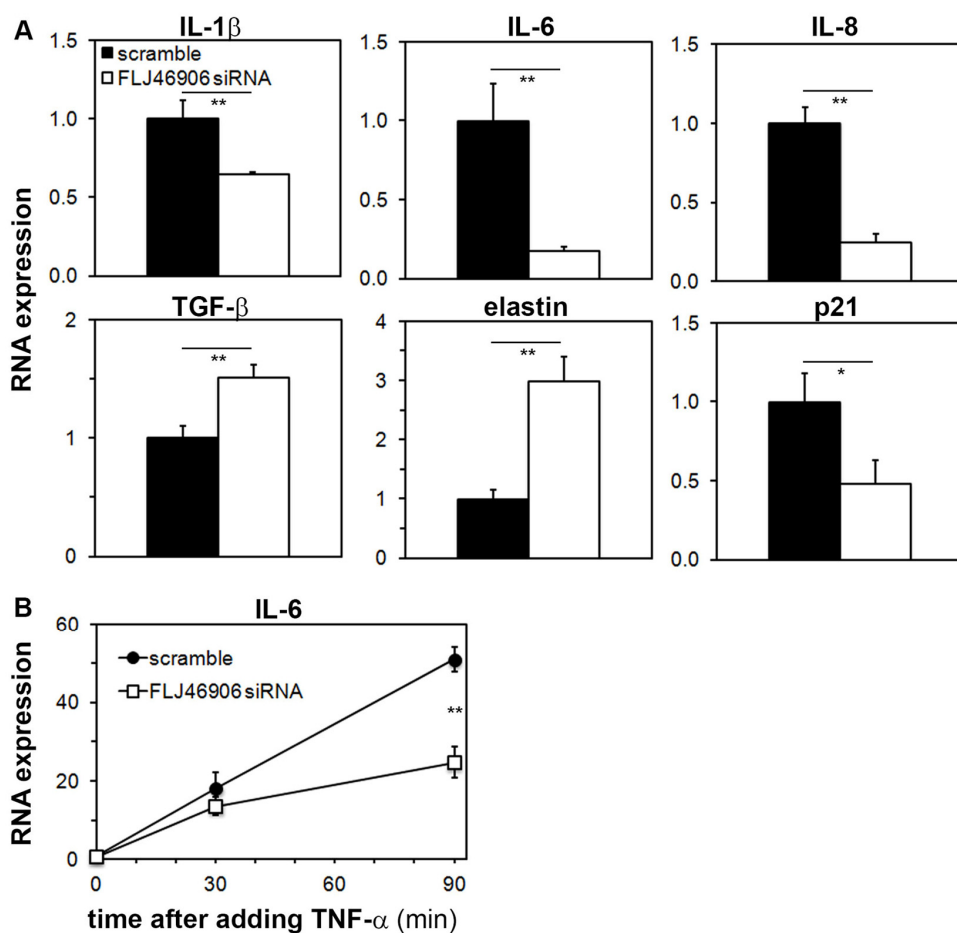 A
IL-1β
1.5
1.0
0.5
0.0
scramble
FLJ46906 siRNA
**
IL-6
1.5
1.0
0.5
0.0
**
IL-8
1.5
1.0
0.5
0.0
**
RNA expression
TGF-β
2
1
0
**
elastin
4
3
2
1
0
**
p21
1.5
1.0
0.5
0.0
*
B
IL-6
RNA expression
60
40
20
0
scramble
FLJ46906 siRNA
**
0
30
60
90
time after adding TNF-α (min)